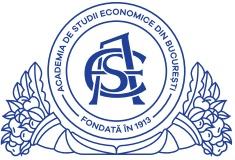 ACADEMIA DE STUDII ECONOMICE DIN BUCUREȘTI
ASE
FONDATĂ ÎN 1913